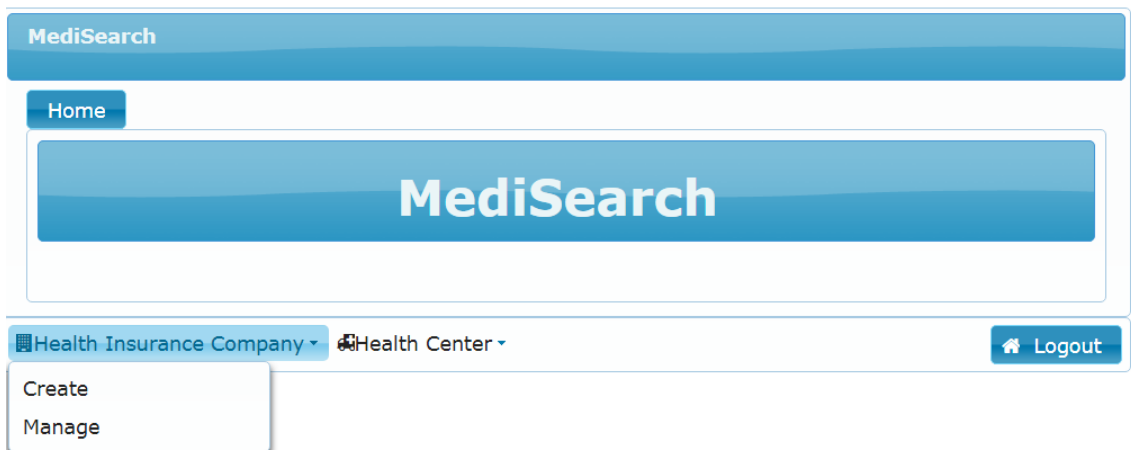 MediSearch
Home
MediSearch
Health Insurance Company Health Center Logout
Create
Manage